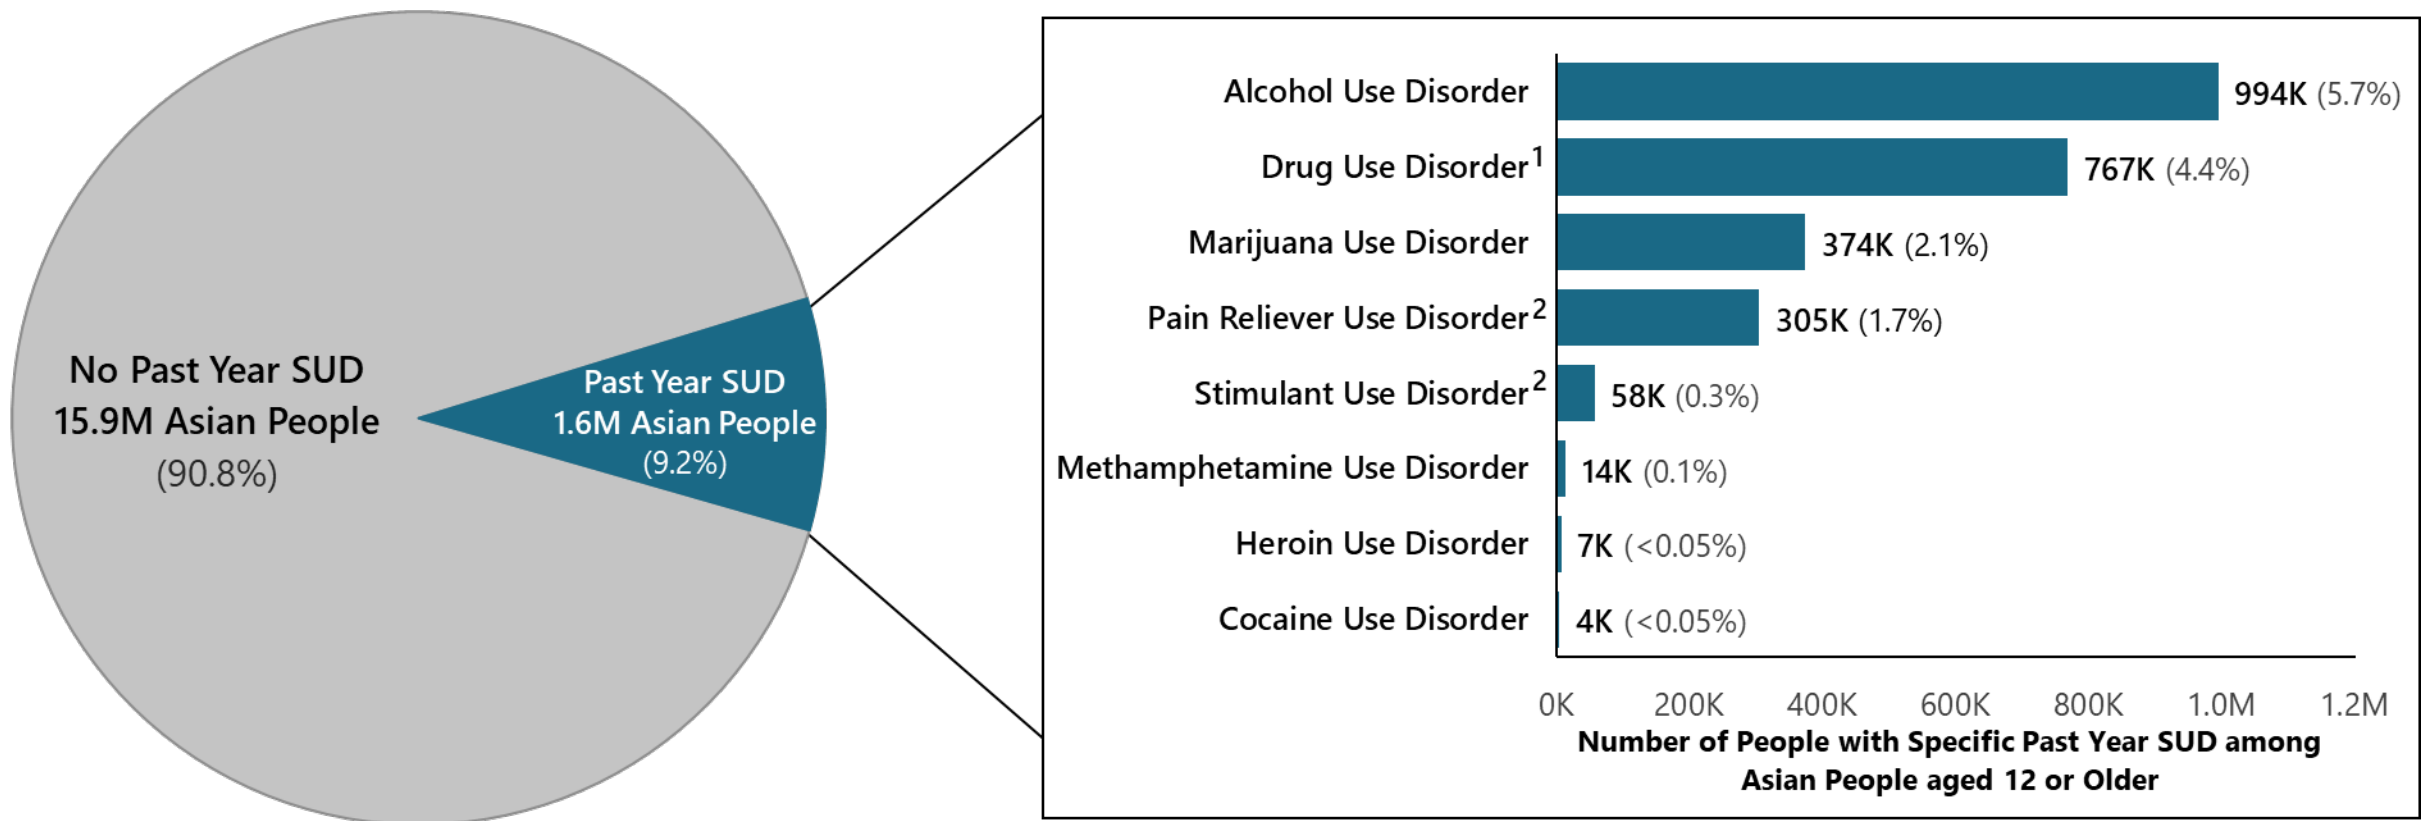 No Past Year SUD
15.9M Asian People
(90.8%)
Past Year SUD
1.6M Asian People
(9.2%)
Alcohol Use Disorder 994K (5.7%)
Drug Use Disorder¹ 767K (4.4%)
Marijuana Use Disorder 374K (2.1%)
Pain Reliever Use Disorder² 305K (1.7%)
Stimulant Use Disorder² 58K (0.3%)
Methamphetamine Use Disorder 14K (0.1%)
Heroin Use Disorder 7K (<0.05%)
Cocaine Use Disorder 4K (<0.05%)
0K 200K 400K 600K 800K 1.0M 1.2M
Number of People with Specific Past Year SUD among
Asian People aged 12 or Older